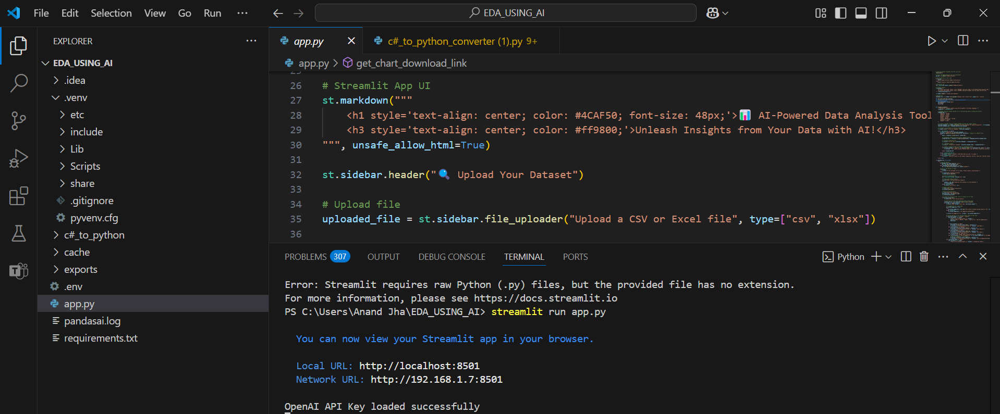 File Edit Selection View Go Run ··· EDA_USING_AI
EXPLORER ···
EDA_USING_AI
.idea
.venv
etc
include
Lib
Scripts
share
.gitignore
pyvenv.cfg
c#_to_python
cache
exports
.env
app.py
pandasai.log
requirements.txt
app.py c#_to_python_converter (1).py 9+
app.py > get_chart_download_link
26 # Streamlit App UI
27 st.markdown("""
28 <h1 style='text-align: center; color: #4CAF50; font-size: 48px;'>📊 AI-Powered Data Analysis Tool
29 <h3 style='text-align: center; color: #ff9800;'>Unleash Insights from Your Data with AI!</h3>
30 """, unsafe_allow_html=True)
31
32 st.sidebar.header("🔍 Upload Your Dataset")
33
34 # Upload file
35 uploaded_file = st.sidebar.file_uploader("Upload a CSV or Excel file", type=["csv", "xlsx"])
36
PROBLEMS 307 OUTPUT DEBUG CONSOLE TERMINAL PORTS Python
Error: Streamlit requires raw Python (.py) files, but the provided file has no extension.
For more information, please see https://docs.streamlit.io
PS C:\Users\Anand Jha\EDA_USING_AI> streamlit run app.py
You can now view your Streamlit app in your browser.
Local URL: http://localhost:8501
Network URL: http://192.168.1.7:8501
OpenAI API Key loaded successfully